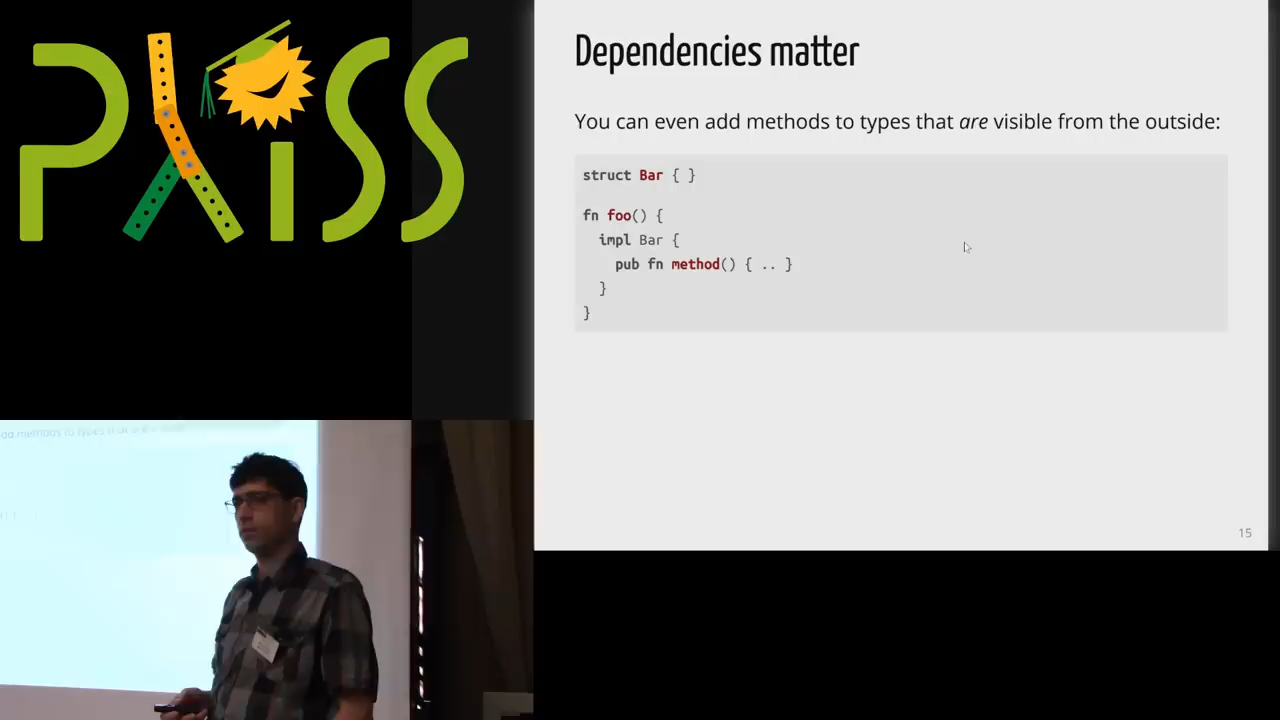 PLISS
Dependencies matter
You can even add methods to types that are visible from the outside:
struct Bar { }
fn foo() {
impl Bar {
pub fn method() { .. }
}
}
15